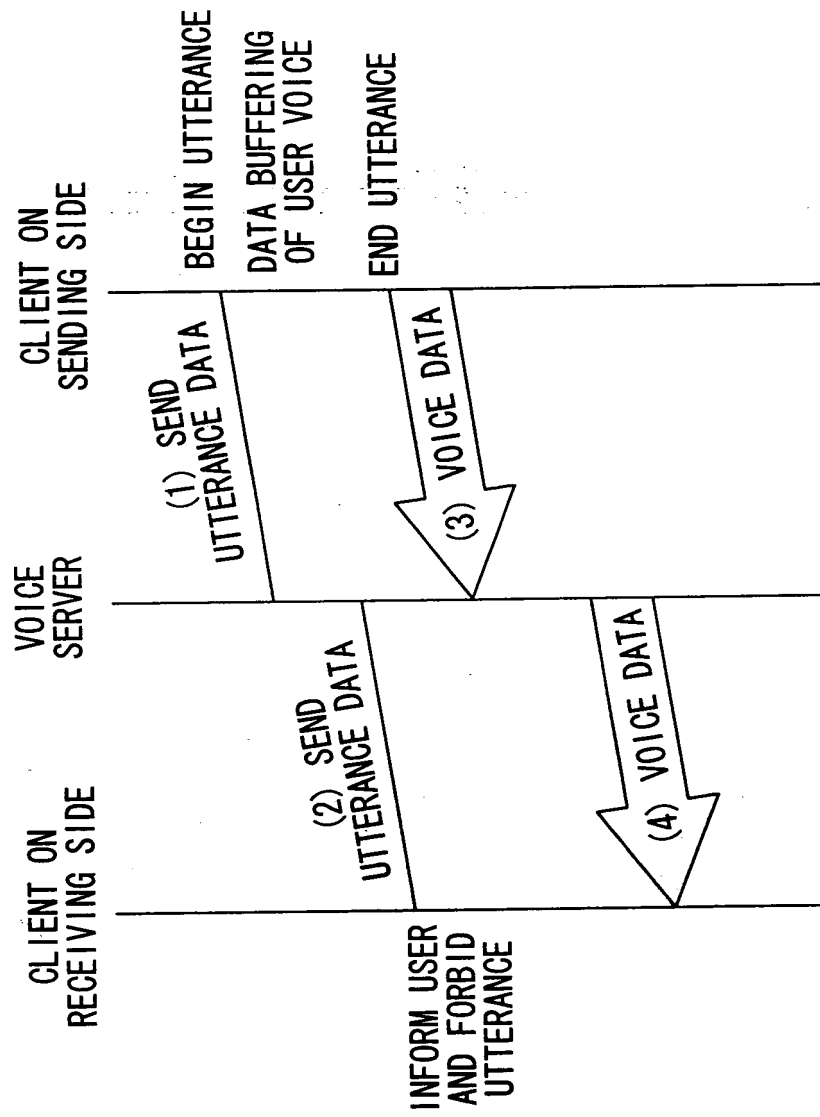 CLIENT ON
RECEIVING SIDE
VOICE
SERVER
CLIENT ON
SENDING SIDE
BEGIN UTTERANCE
(1) SEND
UTTERANCE DATA
DATA BUFFERING
OF USER VOICE
(2) SEND
UTTERANCE DATA
END UTTERANCE
(3) VOICE DATA
INFORM USER
AND FORBID
UTTERANCE
(4) VOICE DATA